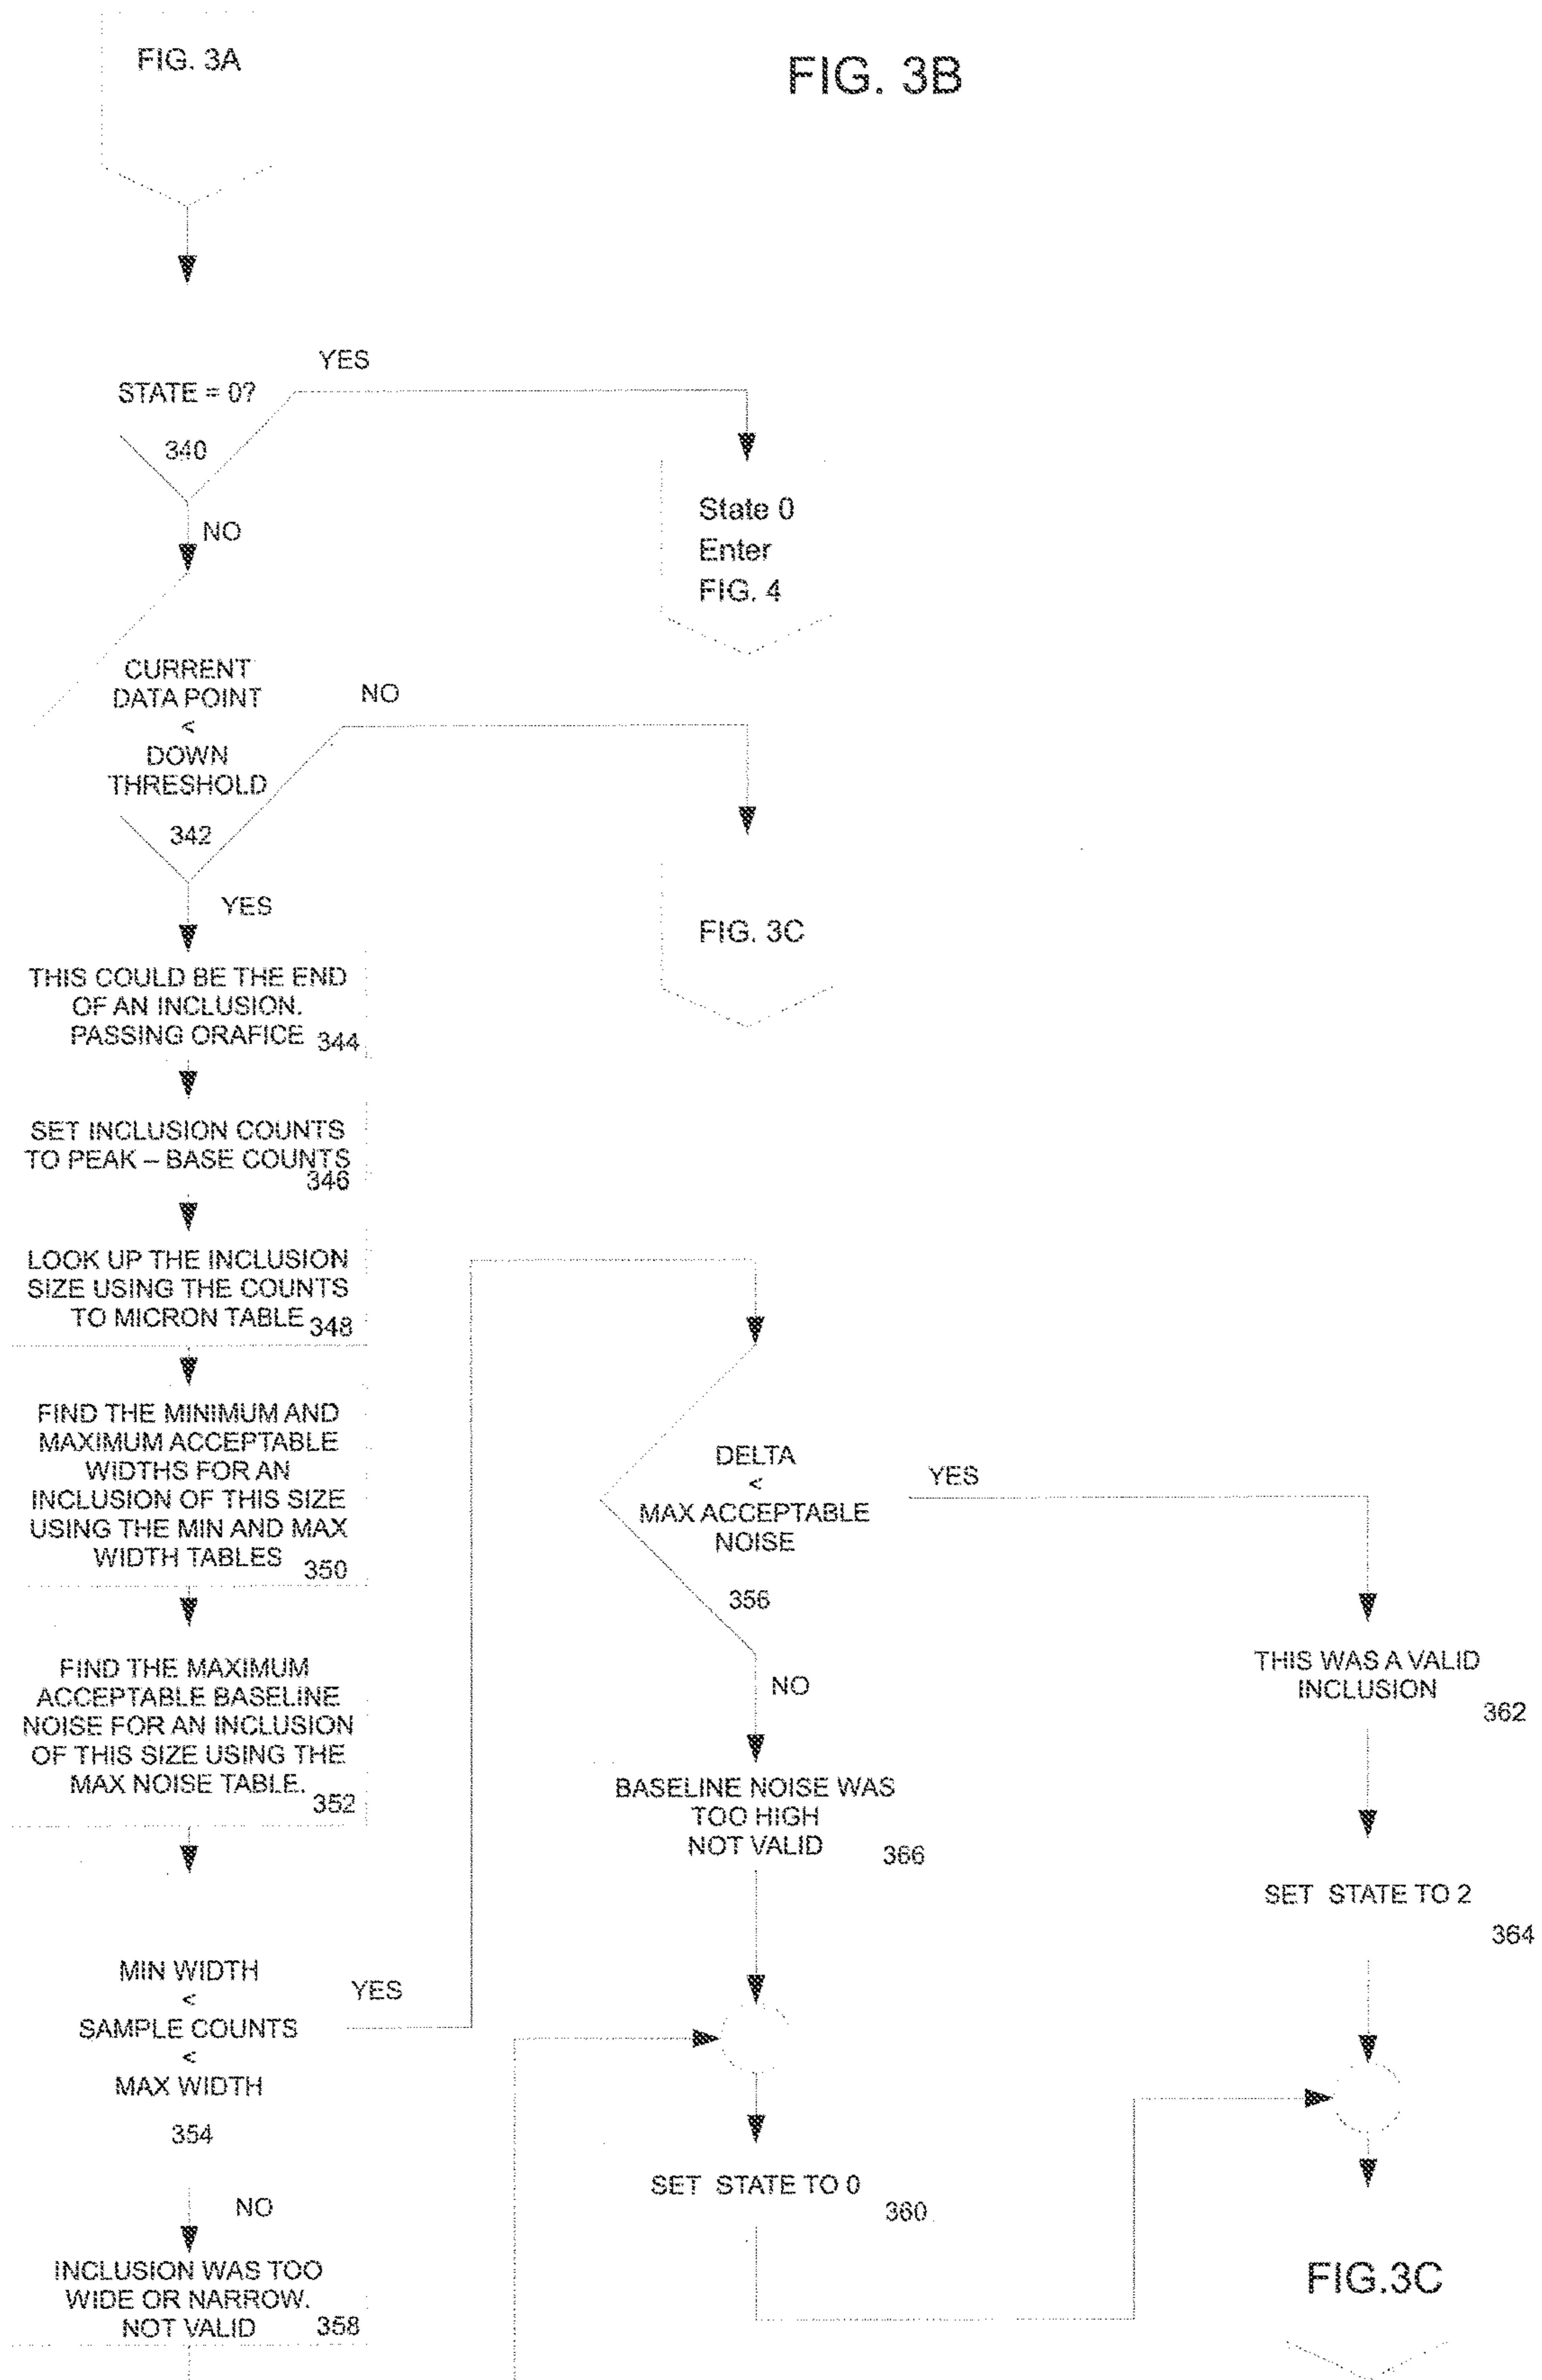 FIG. 3A
FIG. 3B
YES
STATE = 0?
340
NO
State 0
Enter
FIG. 4
CURRENT
DATA POINT
<
DOWN
THRESHOLD
342
NO
YES
FIG. 3C
THIS COULD BE THE END
OF AN INCLUSION.
PASSING ORAFICE 344
SET INCLUSION COUNTS
TO PEAK – BASE COUNTS
346
LOOK UP THE INCLUSION
SIZE USING THE COUNTS
TO MICRON TABLE 348
FIND THE MINIMUM AND
MAXIMUM ACCEPTABLE
WIDTHS FOR AN
INCLUSION OF THIS SIZE
USING THE MIN AND MAX
WIDTH TABLES 350
FIND THE MAXIMUM
ACCEPTABLE BASELINE
NOISE FOR AN INCLUSION
OF THIS SIZE USING THE
MAX NOISE TABLE. 352
MIN WIDTH
<
SAMPLE COUNTS
<
MAX WIDTH
354
YES
NO
INCLUSION WAS TOO
WIDE OR NARROW.
NOT VALID 358
DELTA
<
MAX ACCEPTABLE
NOISE
356
YES
NO
BASELINE NOISE WAS
TOO HIGH
NOT VALID 366
SET STATE TO 0
360
THIS WAS A VALID
INCLUSION
362
SET STATE TO 2
364
FIG.3C